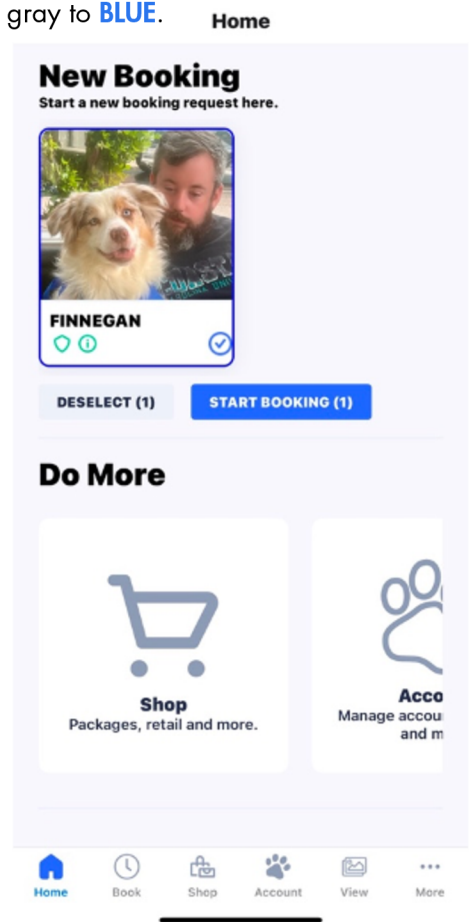 gray to BLUE.
Home
New Booking
Start a new booking request here.
FINNEGAN
DESELECT (1)
START BOOKING (1)
Do More
Shop
Packages, retail and more.
Acco
Manage accou
and m
Home
Book
Shop
Account
View
More